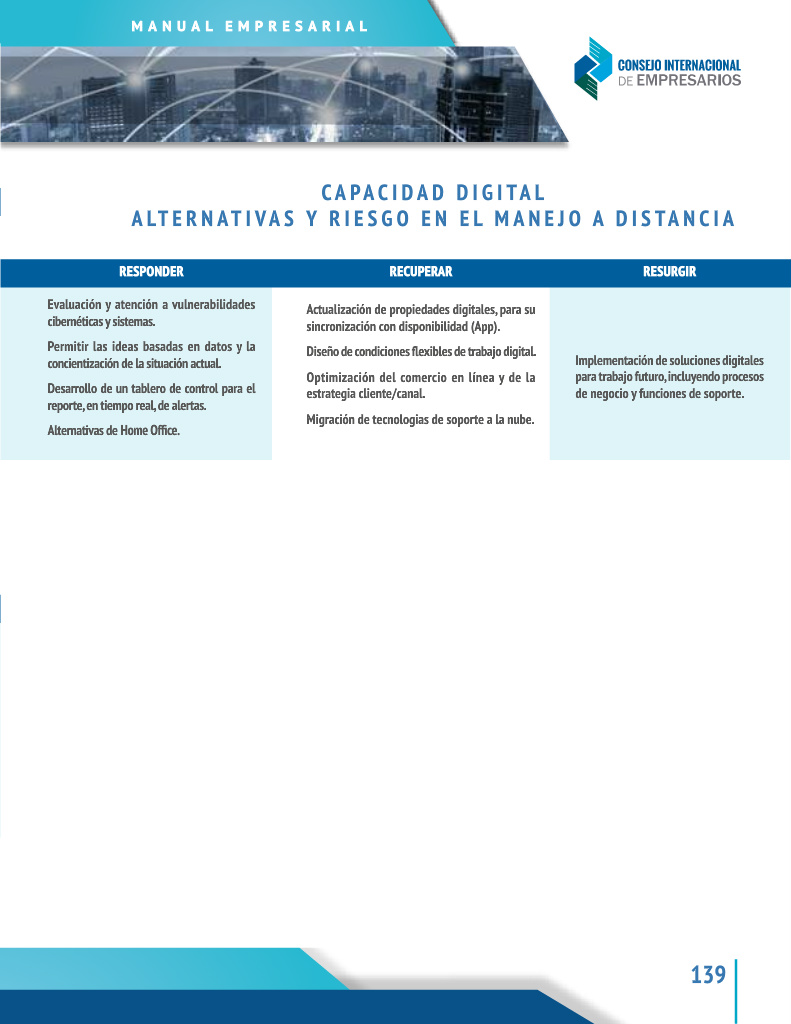 MANUAL EMPRESARIAL
CONSEJO INTERNACIONAL
DE EMPRESARIOS
CAPACIDAD DIGITAL
ALTERNATIVAS Y RIESGO EN EL MANEJO A DISTANCIA
RESPONDER
Evaluación y atención a vulnerabilidades
cibernéticas y sistemas.
Permitir las ideas basadas en datos y la
concientización de la situación actual.
Desarrollo de un tablero de control para el
reporte, en tiempo real, de alertas.
Alternativas de Home Office.
RECUPERAR
Actualización de propiedades digitales, para su
sincronización con disponibilidad (App).
Diseño de condiciones flexibles de trabajo digital.
Optimización del comercio en línea y de la
estrategia cliente/canal.
Migración de tecnologias de soporte a la nube.
RESURGIR
Implementación de soluciones digitales
para trabajo futuro, incluyendo procesos
de negocio y funciones de soporte.
139